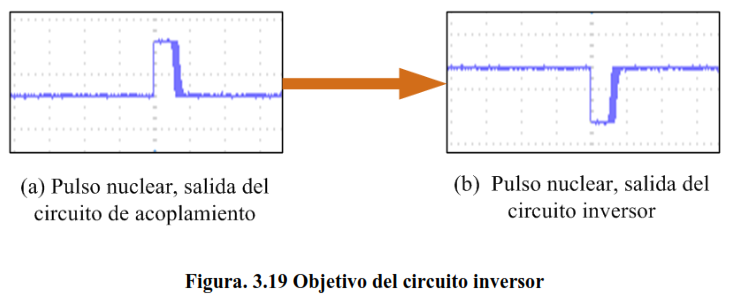 (a) Pulso nuclear, salida del
circuito de acoplamiento
(b) Pulso nuclear, salida del
circuito inversor
Figura. 3.19 Objetivo del circuito inversor